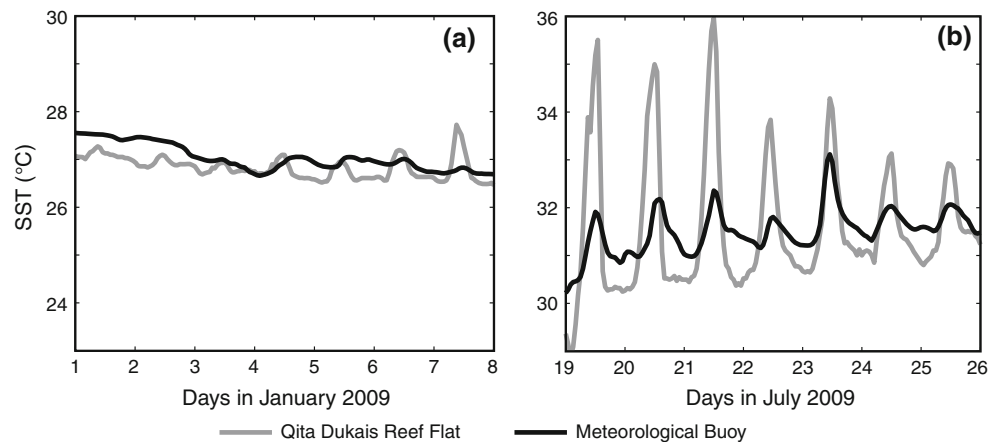 30
28
26
24
SST (°C)
(a)
1 2 3 4 5 6 7 8
Days in January 2009
36
34
32
30
(b)
19 20 21 22 23 24 25 26
Days in July 2009
Qita Dukais Reef Flat
Meteorological Buoy